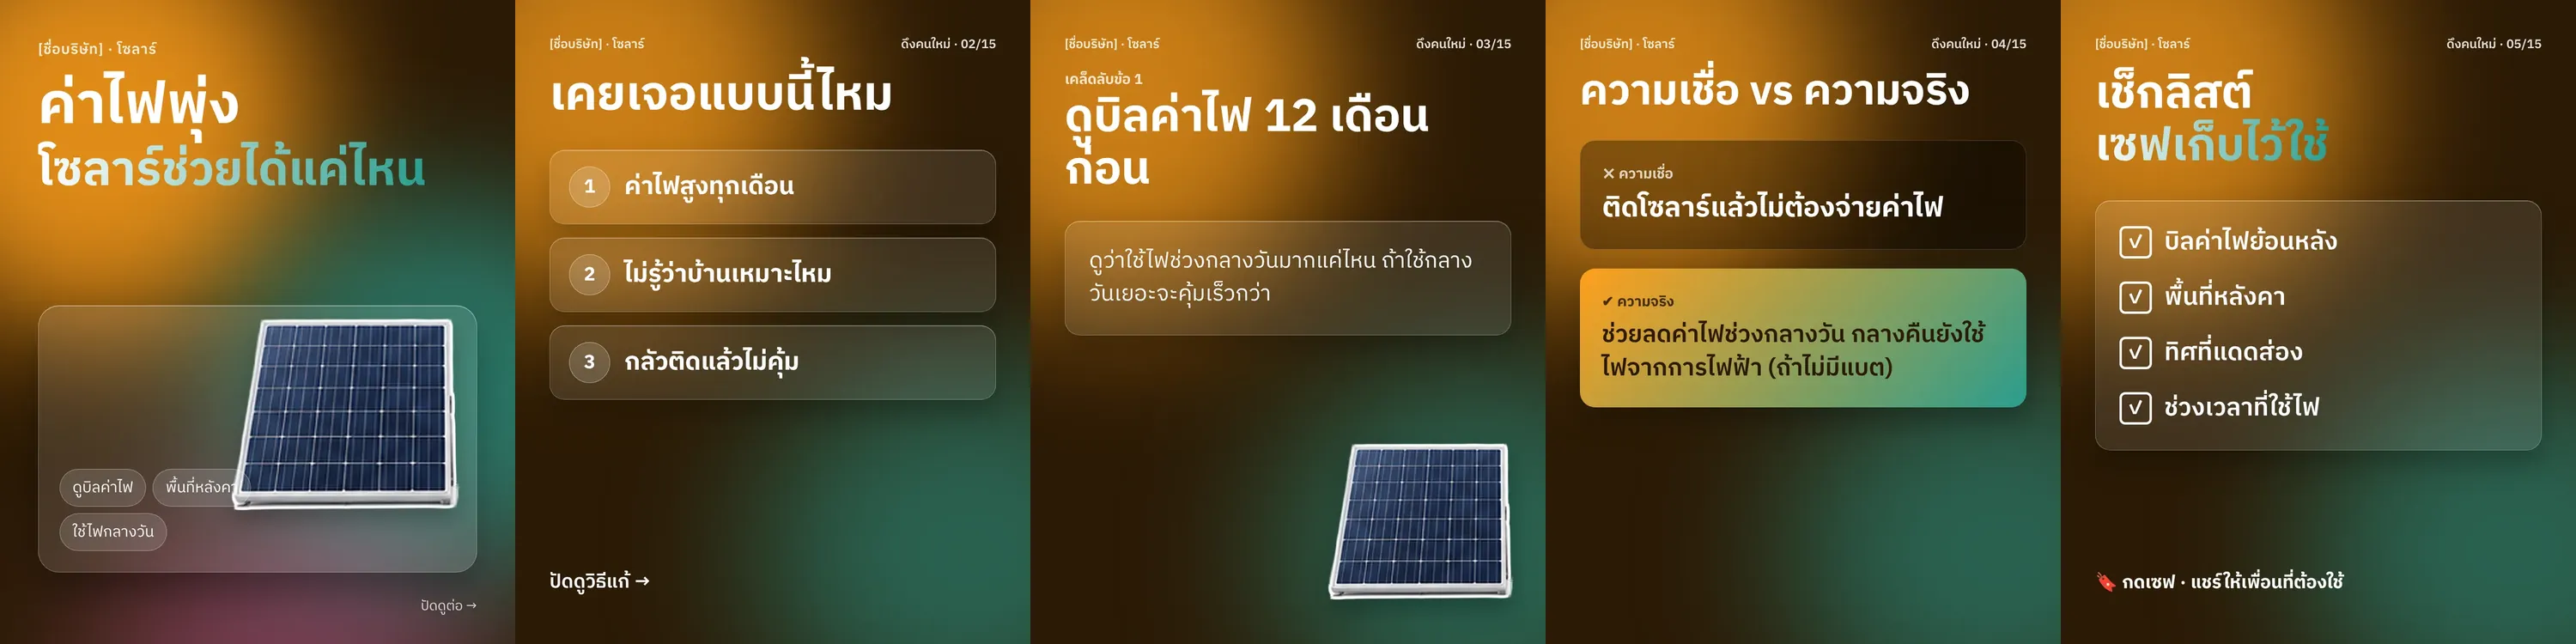 [ชื่อบริษัท] · โซลาร์
ค่าไฟพุ่ง
โซลาร์ช่วยได้แค่ไหน
ดูบิลค่าไฟ
พื้นที่หลังคา
ใช้ไฟกลางวัน
ปัดดูต่อ →
[ชื่อบริษัท] · โซลาร์
ดึงคนใหม่ · 02/15
เคยเจอแบบนี้ไหม
1 ค่าไฟสูงทุกเดือน
2 ไม่รู้ว่าบ้านเหมาะไหม
3 กลัวติดแล้วไม่คุ้ม
ปัดดูวิธีแก้ →
[ชื่อบริษัท] · โซลาร์
ดึงคนใหม่ · 03/15
เคล็ดลับข้อ 1
ดูบิลค่าไฟ 12 เดือน
ก่อน
ดูว่าใช้ไฟช่วงกลางวันมากแค่ไหน ถ้าใช้กลาง
วันเยอะจะคุ้มเร็วกว่า
[ชื่อบริษัท] · โซลาร์
ดึงคนใหม่ · 04/15
ความเชื่อ vs ความจริง
✕ ความเชื่อ
ติดโซลาร์แล้วไม่ต้องจ่ายค่าไฟ
✔ ความจริง
ช่วยลดค่าไฟช่วงกลางวัน กลางคืนยังใช้
ไฟจากการไฟฟ้า (ถ้าไม่มีแบต)
[ชื่อบริษัท] · โซลาร์
ดึงคนใหม่ · 05/15
เช็กลิสต์
เซฟเก็บไว้ใช้
✓ บิลค่าไฟย้อนหลัง
✓ พื้นที่หลังคา
✓ ทิศที่แดดส่อง
✓ ช่วงเวลาที่ใช้ไฟ
🔖 กดเซฟ · แชร์ให้เพื่อนที่ต้องใช้